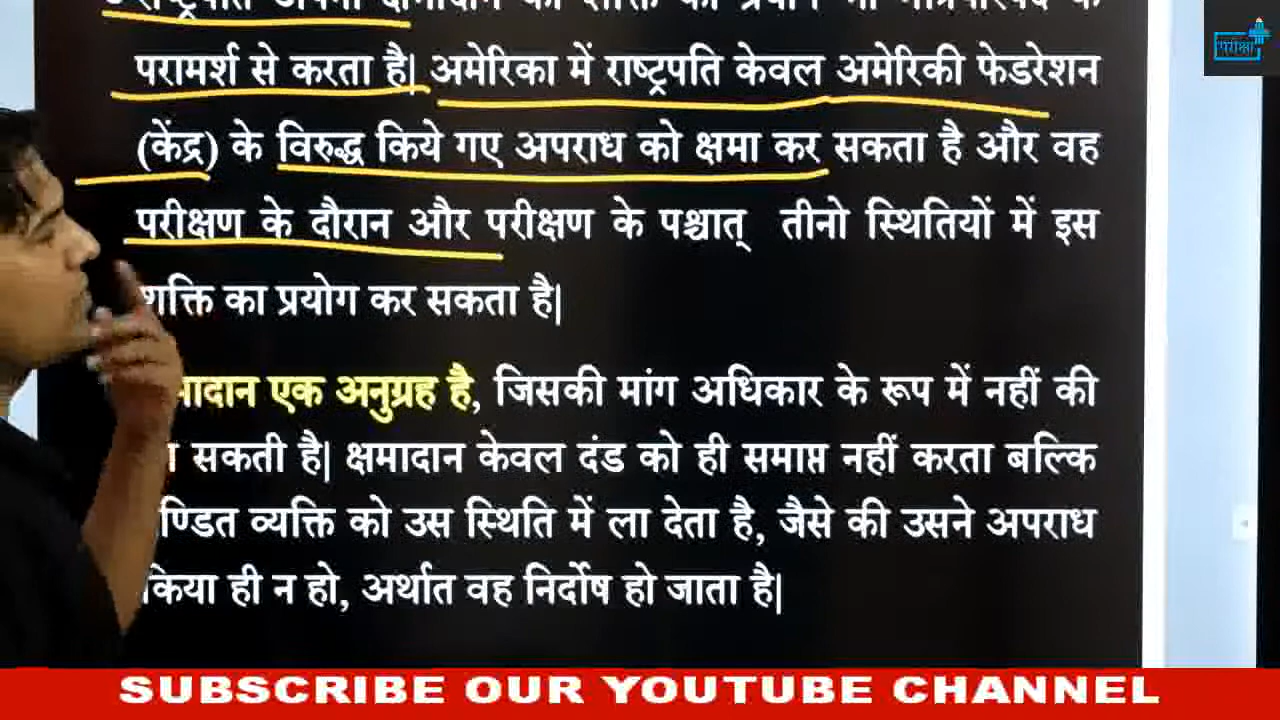 परीक्षा
परामर्श से करता है| अमेरिका में राष्ट्रपति केवल अमेरिकी फेडरेशन
(केंद्र) के विरुद्ध किये गए अपराध को क्षमा कर सकता है और वह
परीक्षण के दौरान और परीक्षण के पश्चात् तीनो स्थितियों में इस
शक्ति का प्रयोग कर सकता है|
एक अनुग्रह है, जिसकी मांग अधिकार के रूप में नहीं की
सकती है| क्षमादान केवल दंड को ही समाप्त नहीं करता बल्कि
व्यक्ति को उस स्थिति में ला देता है, जैसे की उसने अपराध
किया ही न हो, अर्थात वह निर्दोष हो जाता है|
SUBSCRIBE OUR YOUTUBE CHANNEL